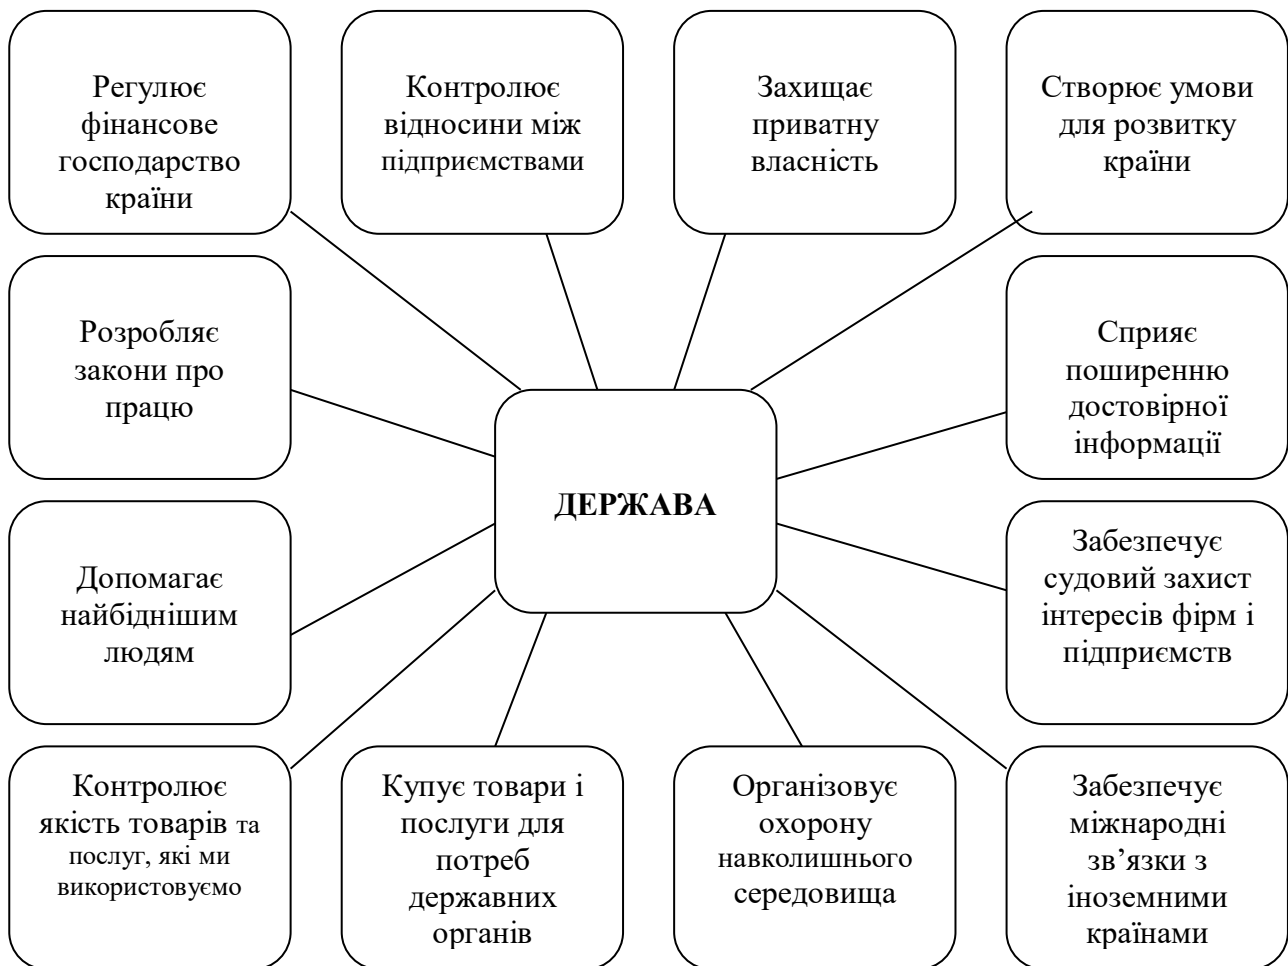 Регулює
фінансове
господарство
країни
Контролює
відносини між
підприємствами
Захищає
приватну
власність
Створює умови
для розвитку
країни
Розробляє
закони про
працю
Сприяє
поширенню
достовірної
інформації
ДЕРЖАВА
Допомагає
найбіднішим
людям
Забезпечує
судовий захист
інтересів фірм і
підприємств
Контролює
якість товарів та
послуг, які ми
використовуємо
Купує товари і
послуги для
потреб
державних
органів
Організовує
охорону
навколишнього
середовища
Забезпечує
міжнародні
зв’язки з
іноземними
країнами